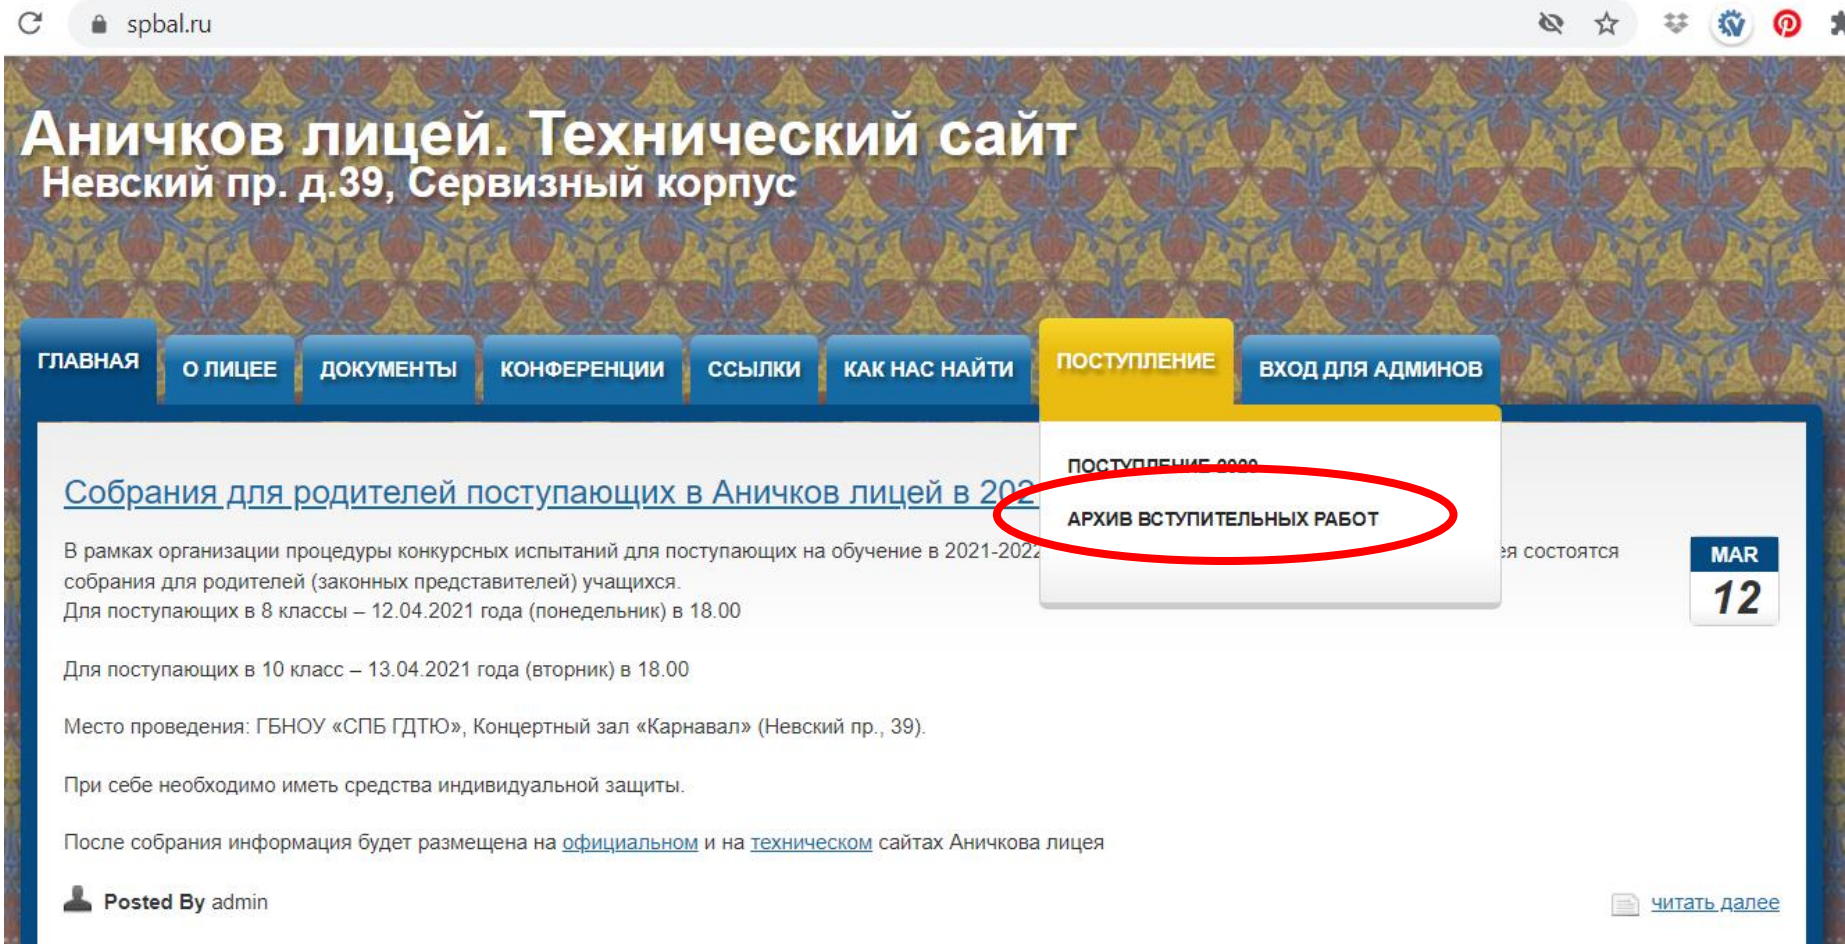 spbal.ru
Аничков лицей. Технический сайт
Невский пр. д.39, Сервизный корпус
ГЛАВНАЯ
О ЛИЦЕЕ
ДОКУМЕНТЫ
КОНФЕРЕНЦИИ
ССЫЛКИ
КАК НАС НАЙТИ
ПОСТУПЛЕНИЕ
ВХОД ДЛЯ АДМИНОВ
ПОСТУПЛЕНИЕ 2020
АРХИВ ВСТУПИТЕЛЬНЫХ РАБОТ
Собрания для родителей поступающих в Аничков лицей в 202
В рамках организации процедуры конкурсных испытаний для поступающих на обучение в 2021-2022 ея состоятся
собрания для родителей (законных представителей) учащихся.
Для поступающих в 8 классы – 12.04.2021 года (понедельник) в 18.00
MAR
12
Для поступающих в 10 класс – 13.04.2021 года (вторник) в 18.00
Место проведения: ГБНОУ «СПБ ГДТЮ», Концертный зал «Карнавал» (Невский пр., 39).
При себе необходимо иметь средства индивидуальной защиты.
После собрания информация будет размещена на официальном и на техническом сайтах Аничкова лицея
Posted By admin
читать далее